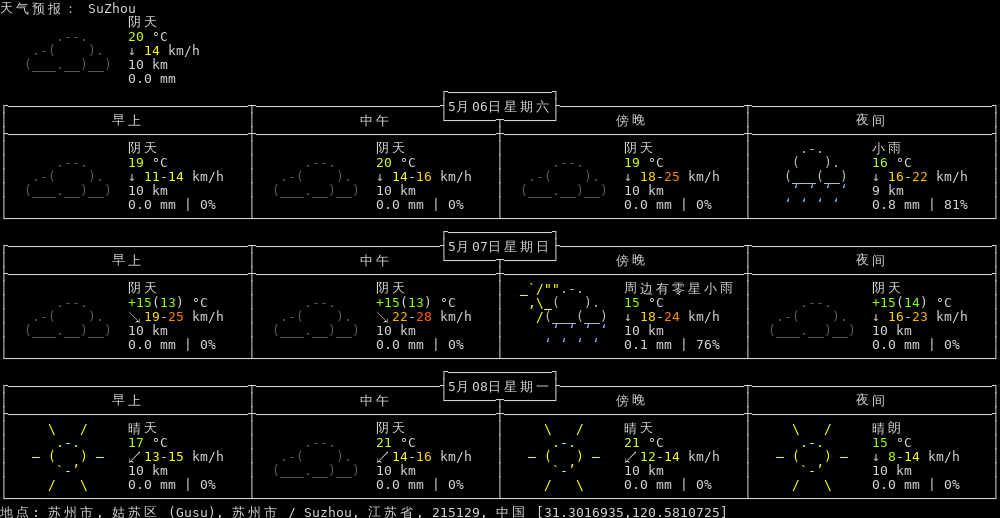 天气预报： SuZhou
阴天
20 °C
↓ 14 km/h
10 km
0.0 mm
5月06日星期六
早上 中午 傍晚 夜间
阴天 阴天 阴天 小雨
19 °C 20 °C 19 °C 16 °C
↓ 11-14 km/h ↓ 14-16 km/h ↓ 18-25 km/h ↓ 16-22 km/h
10 km 10 km 10 km 9 km
0.0 mm | 0% 0.0 mm | 0% 0.0 mm | 0% 0.8 mm | 81%
5月07日星期日
早上 中午 傍晚 夜间
阴天 阴天 周边有零星小雨 阴天
+15(13) °C +15(13) °C 15 °C +15(14) °C
↘ 19-25 km/h ↘ 22-28 km/h ↓ 18-24 km/h ↓ 16-23 km/h
10 km 10 km 10 km 10 km
0.0 mm | 0% 0.0 mm | 0% 0.1 mm | 76% 0.0 mm | 0%
5月08日星期一
早上 中午 傍晚 夜间
晴天 阴天 晴天 晴朗
17 °C 21 °C 21 °C 15 °C
↙ 13-15 km/h ↙ 14-16 km/h ↙ 12-14 km/h ↓ 8-14 km/h
10 km 10 km 10 km 10 km
0.0 mm | 0% 0.0 mm | 0% 0.0 mm | 0% 0.0 mm | 0%
地点: 苏州市, 姑苏区 (Gusu), 苏州市 / Suzhou, 江苏省, 215129, 中国 [31.3016935,120.5810725]